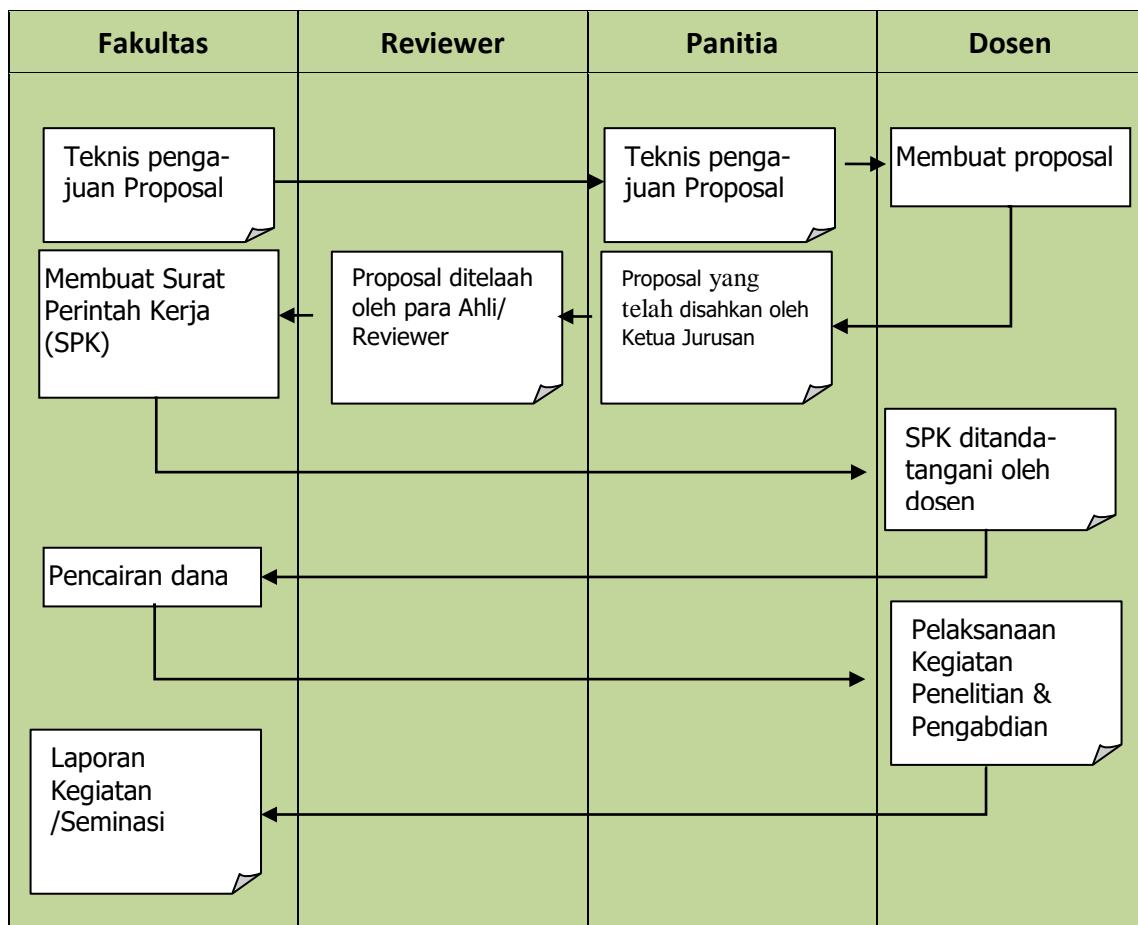 Fakultas
Reviewer
Panitia
Dosen
Teknis penga-
juan Proposal
Teknis penga-
juan Proposal
Membuat proposal
Membuat Surat
Perintah Kerja
(SPK)
Proposal ditelaah
oleh para Ahli/
Reviewer
Proposal yang
telah disahkan oleh
Ketua Jurusan
SPK ditanda-
tangani oleh
dosen
Pencairan dana
Pelaksanaan
Kegiatan
Penelitian &
Pengabdian
Laporan
Kegiatan
/Seminasi